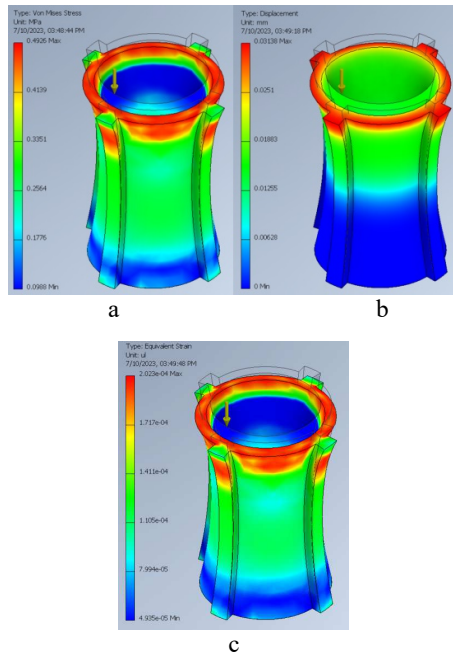 Type: Von Mises Stress
Unit: MPa
7/10/2023, 03:48:44 PM
0.4926 Max
0.4139
0.3351
0.2564
0.1776
0.0988 Min
a
Type: Displacement
Unit: mm
7/10/2023, 03:49:18 PM
0.03138 Max
0.0251
0.01883
0.01255
0.00628
0 Min
b
Type: Equivalent Strain
Unit: ul
7/10/2023, 03:49:48 PM
2.023e-04 Max
1.717e-04
1.411e-04
1.105e-04
7.994e-05
4.935e-05 Min
c